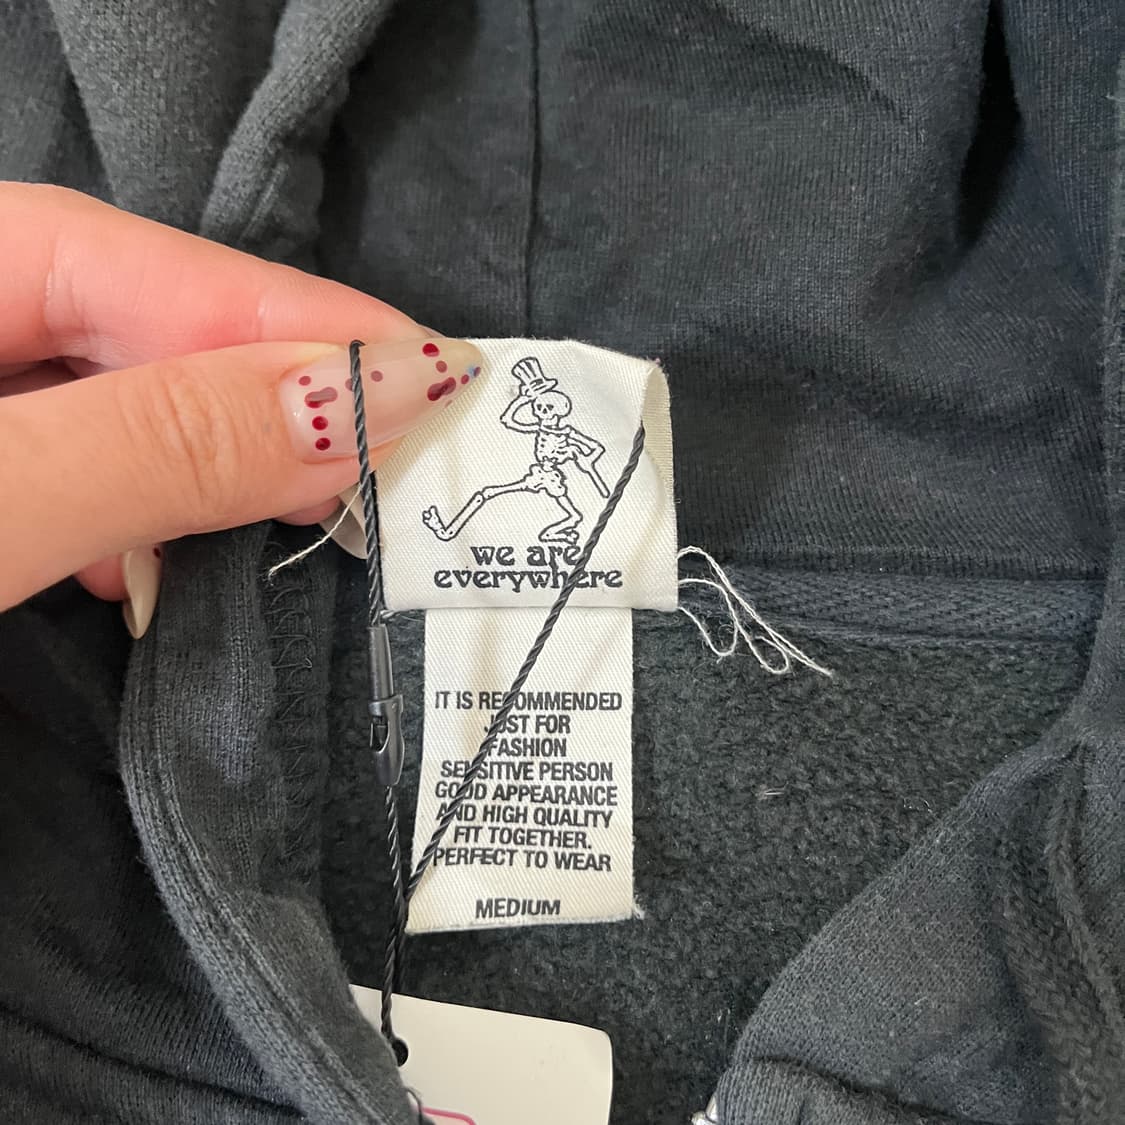 we are
everywhere
IT IS RECOMMENDED
JUST FOR
FASHION
SENSITIVE PERSON
GOOD APPEARANCE
AND HIGH QUALITY
FIT TOGETHER.
PERFECT TO WEAR
MEDIUM